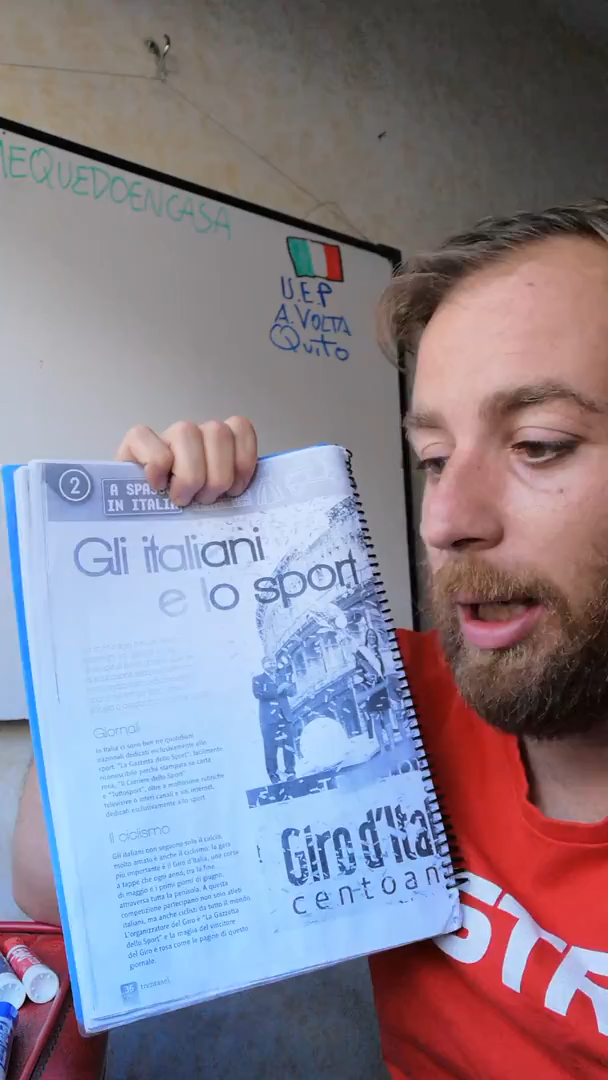 MEQUEDOENCASA
U.E.P
A.VOLTA
Quito
2
A SPAS
IN ITALIA
Gli italiani
e lo sport
Giornali
In Italia ci sono ben tre quotidiani
nazionali dedicati esclusivamente allo
sport: "La Gazzetta dello Sport", facilmente
riconoscibile perché stampata su carta
rosa, "Il Corriere dello Sport"
e "Tuttosport", oltre a moltissime rubriche
televisive o interi canali e siti internet,
dedicati esclusivamente allo sport.
Il ciclismo
Gli italiani non seguono solo il calcio,
molto amato è anche il ciclismo: la gara
più importante è il Giro d'Italia, una corsa
a tappe che ogni anno, tra la fine
di maggio e i primi giorni di giugno,
attraversa tutta la penisola. A questa
competizione partecipano non solo atleti
italiani, ma anche ciclisti da tutto il mondo.
L'organizzatore del Giro è "La Gazzetta
dello Sport" e la maglia del vincitore
del Giro è rosa come le pagine di questo
giornale.
Giro d'Ital
centoan
36
trentasei
STR